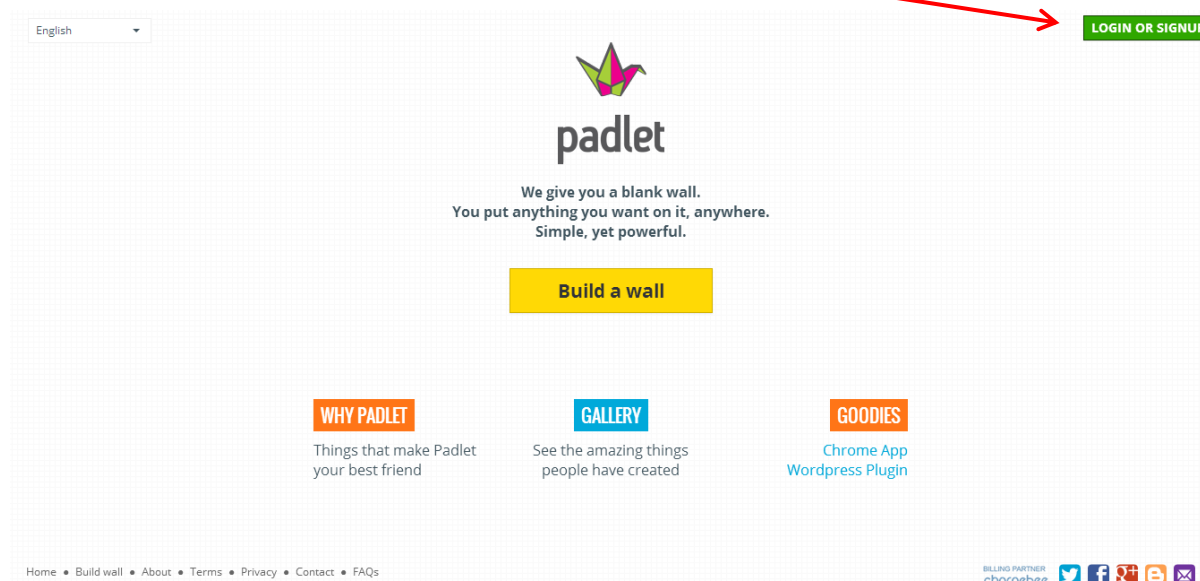 English
LOGIN OR SIGNUP
padlet
We give you a blank wall.
You put anything you want on it, anywhere.
Simple, yet powerful.
Build a wall
WHY PADLET
GALLERY
GOODIES
Things that make Padlet
your best friend
See the amazing things
people have created
Chrome App
Wordpress Plugin
Home • Build wall • About • Terms • Privacy • Contact • FAQs
BILLING PARTNER
chargebee